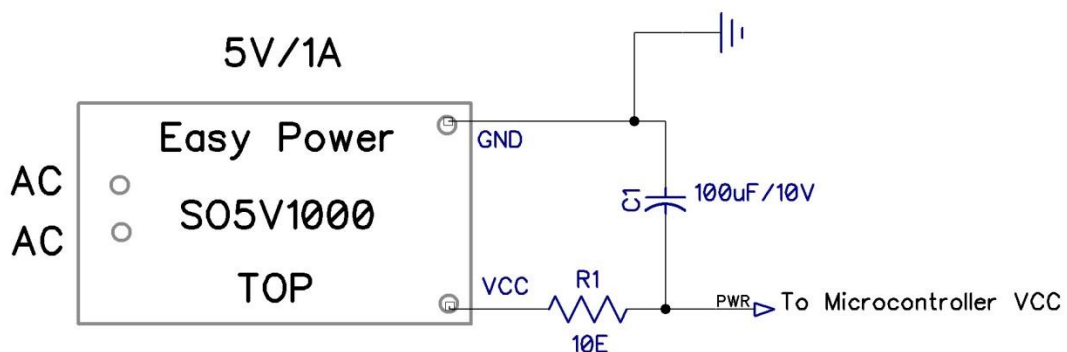 5V/1A
Easy Power
GND
AC
SO5V1000
C1
100uF/10V
AC
TOP
VCC
R1
PWR
To Microcontroller VCC
10E